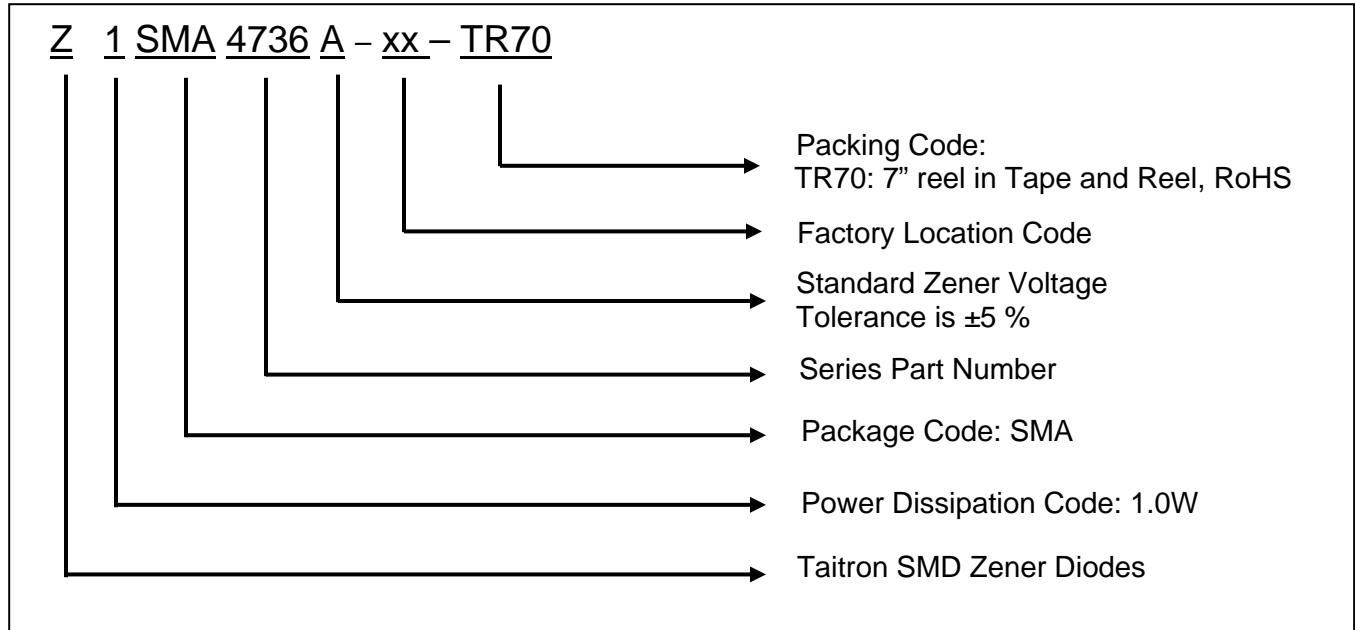 Z 1 SMA 4736 A – xx – TR70
Packing Code:
TR70: 7” reel in Tape and Reel, RoHS
Factory Location Code
Standard Zener Voltage
Tolerance is ±5 %
Series Part Number
Package Code: SMA
Power Dissipation Code: 1.0W
Taitron SMD Zener Diodes